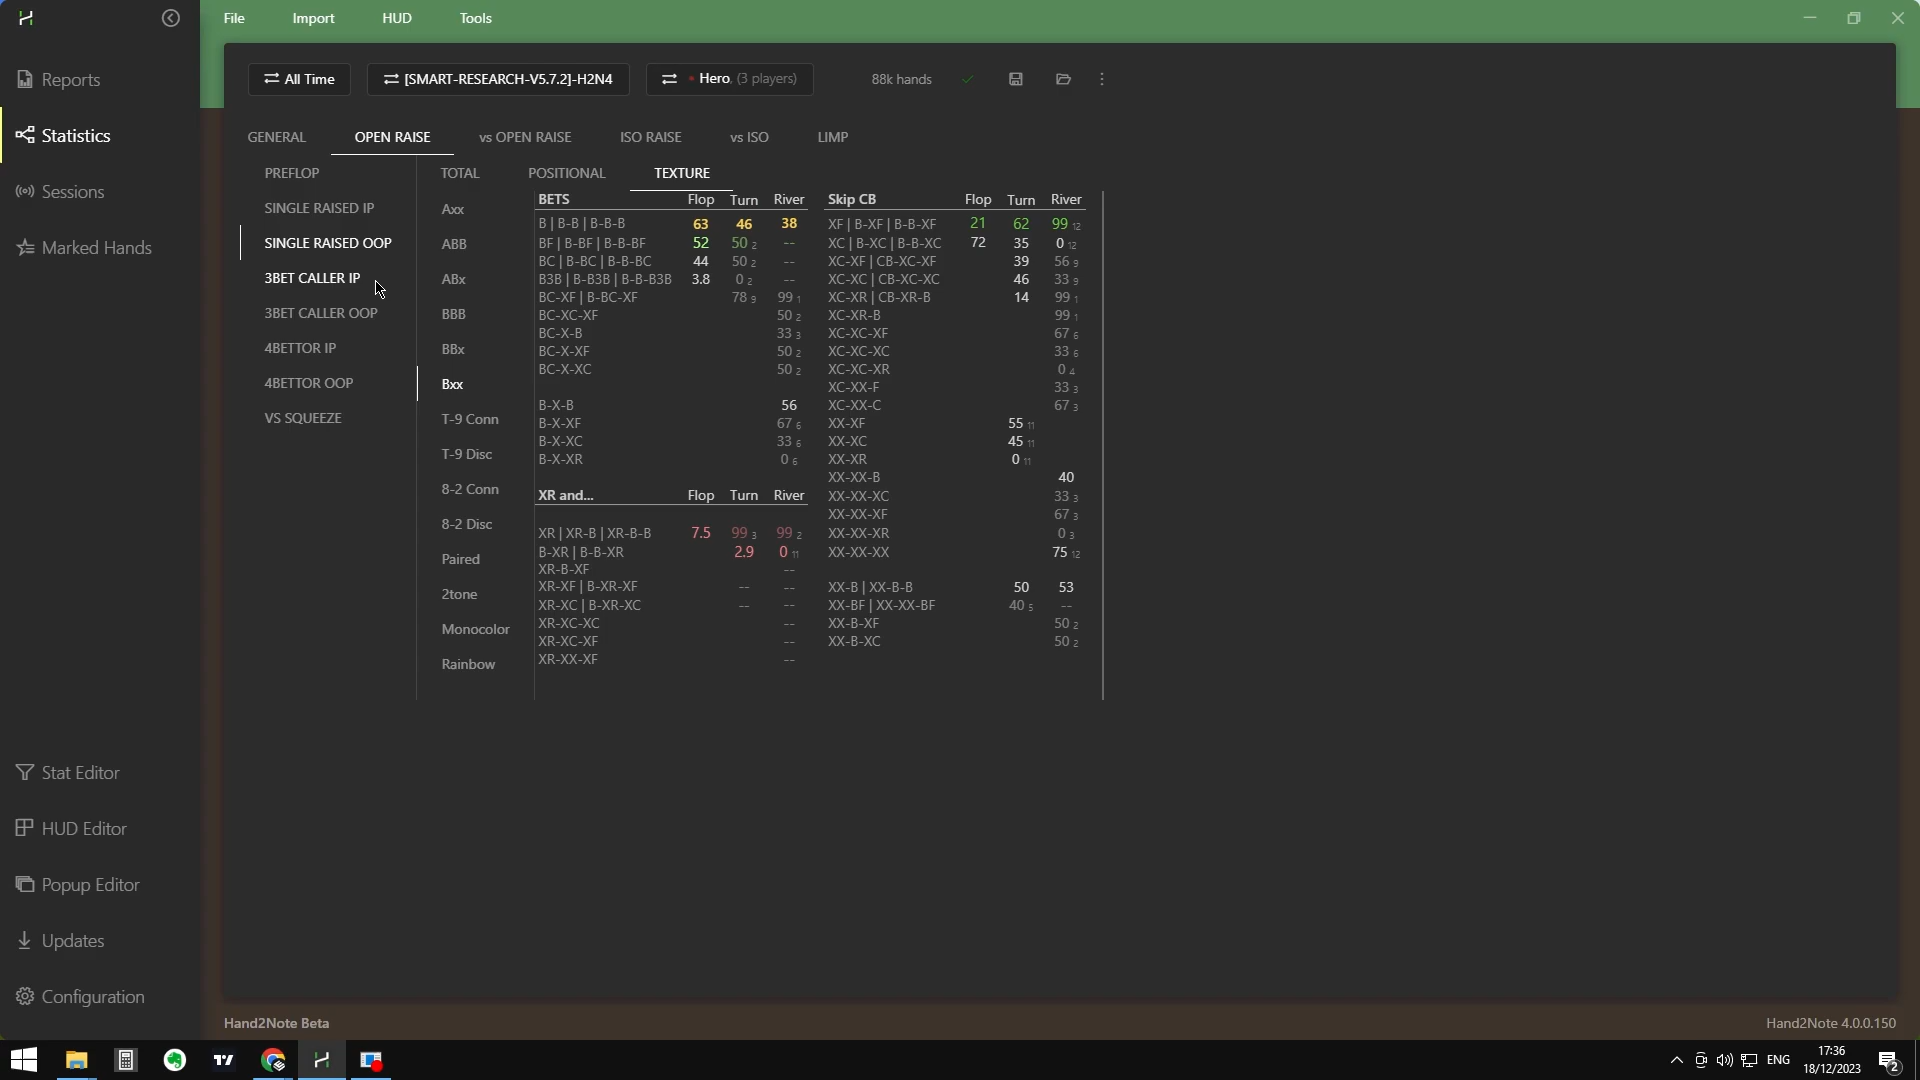 File Import HUD Tools
Reports
Statistics
Sessions
Marked Hands
Stat Editor
HUD Editor
Popup Editor
Updates
Configuration
All Time [SMART-RESEARCH-V5.7.2]-H2N4 Hero, (3 players) 88k hands
GENERAL OPEN RAISE vs OPEN RAISE ISO RAISE vs ISO LIMP
PREFLOP
SINGLE RAISED IP
SINGLE RAISED OOP
3BET CALLER IP
3BET CALLER OOP
4BETTOR IP
4BETTOR OOP
VS SQUEEZE
TOTAL POSITIONAL TEXTURE
Axx
ABB
ABx
BBB
BBx
Bxx
T-9 Conn
T-9 Disc
8-2 Conn
8-2 Disc
Paired
2tone
Monocolor
Rainbow
BETS Flop Turn River
B | B-B | B-B-B 63 46 38
BF | B-BF | B-B-BF 52 50 2 --
BC | B-BC | B-B-BC 44 50 2 --
B3B | B-B3B | B-B-B3B 3.8 0 2 --
BC-XF | B-BC-XF 78 9 99 1
BC-XC-XF 50 2
BC-X-B 33 3
BC-X-XF 50 2
BC-X-XC 50 2
B-X-B 56
B-X-XF 67 6
B-X-XC 33 6
B-X-XR 0 6
XR and... Flop Turn River
XR | XR-B | XR-B-B 7.5 99 3 99 2
B-XR | B-B-XR 2.9 0 11
XR-B-XF --
XR-XF | B-XR-XF -- --
XR-XC | B-XR-XC -- --
XR-XC-XC --
XR-XC-XF --
XR-XX-XF --
Skip CB Flop Turn River
XF | B-XF | B-B-XF 21 62 99 12
XC | B-XC | B-B-XC 72 35 0 12
XC-XF | CB-XC-XF 39 56 9
XC-XC | CB-XC-XC 46 33 9
XC-XR | CB-XR-B 14 99 1
XC-XR-B 99 1
XC-XC-XF 67 6
XC-XC-XC 33 6
XC-XC-XR 0 4
XC-XX-F 33 3
XC-XX-C 67 3
XX-XF 55 11
XX-XC 45 11
XX-XR 0 11
XX-XX-B 40
XX-XX-XC 33 3
XX-XX-XF 67 3
XX-XX-XR 0 3
XX-XX-XX 75 12
XX-B | XX-B-B 50 53
XX-BF | XX-XX-BF 40 5 --
XX-B-XF 50 2
XX-B-XC 50 2
Hand2Note Beta Hand2Note 4.0.0.150
ENG
17:36
18/12/2023
2